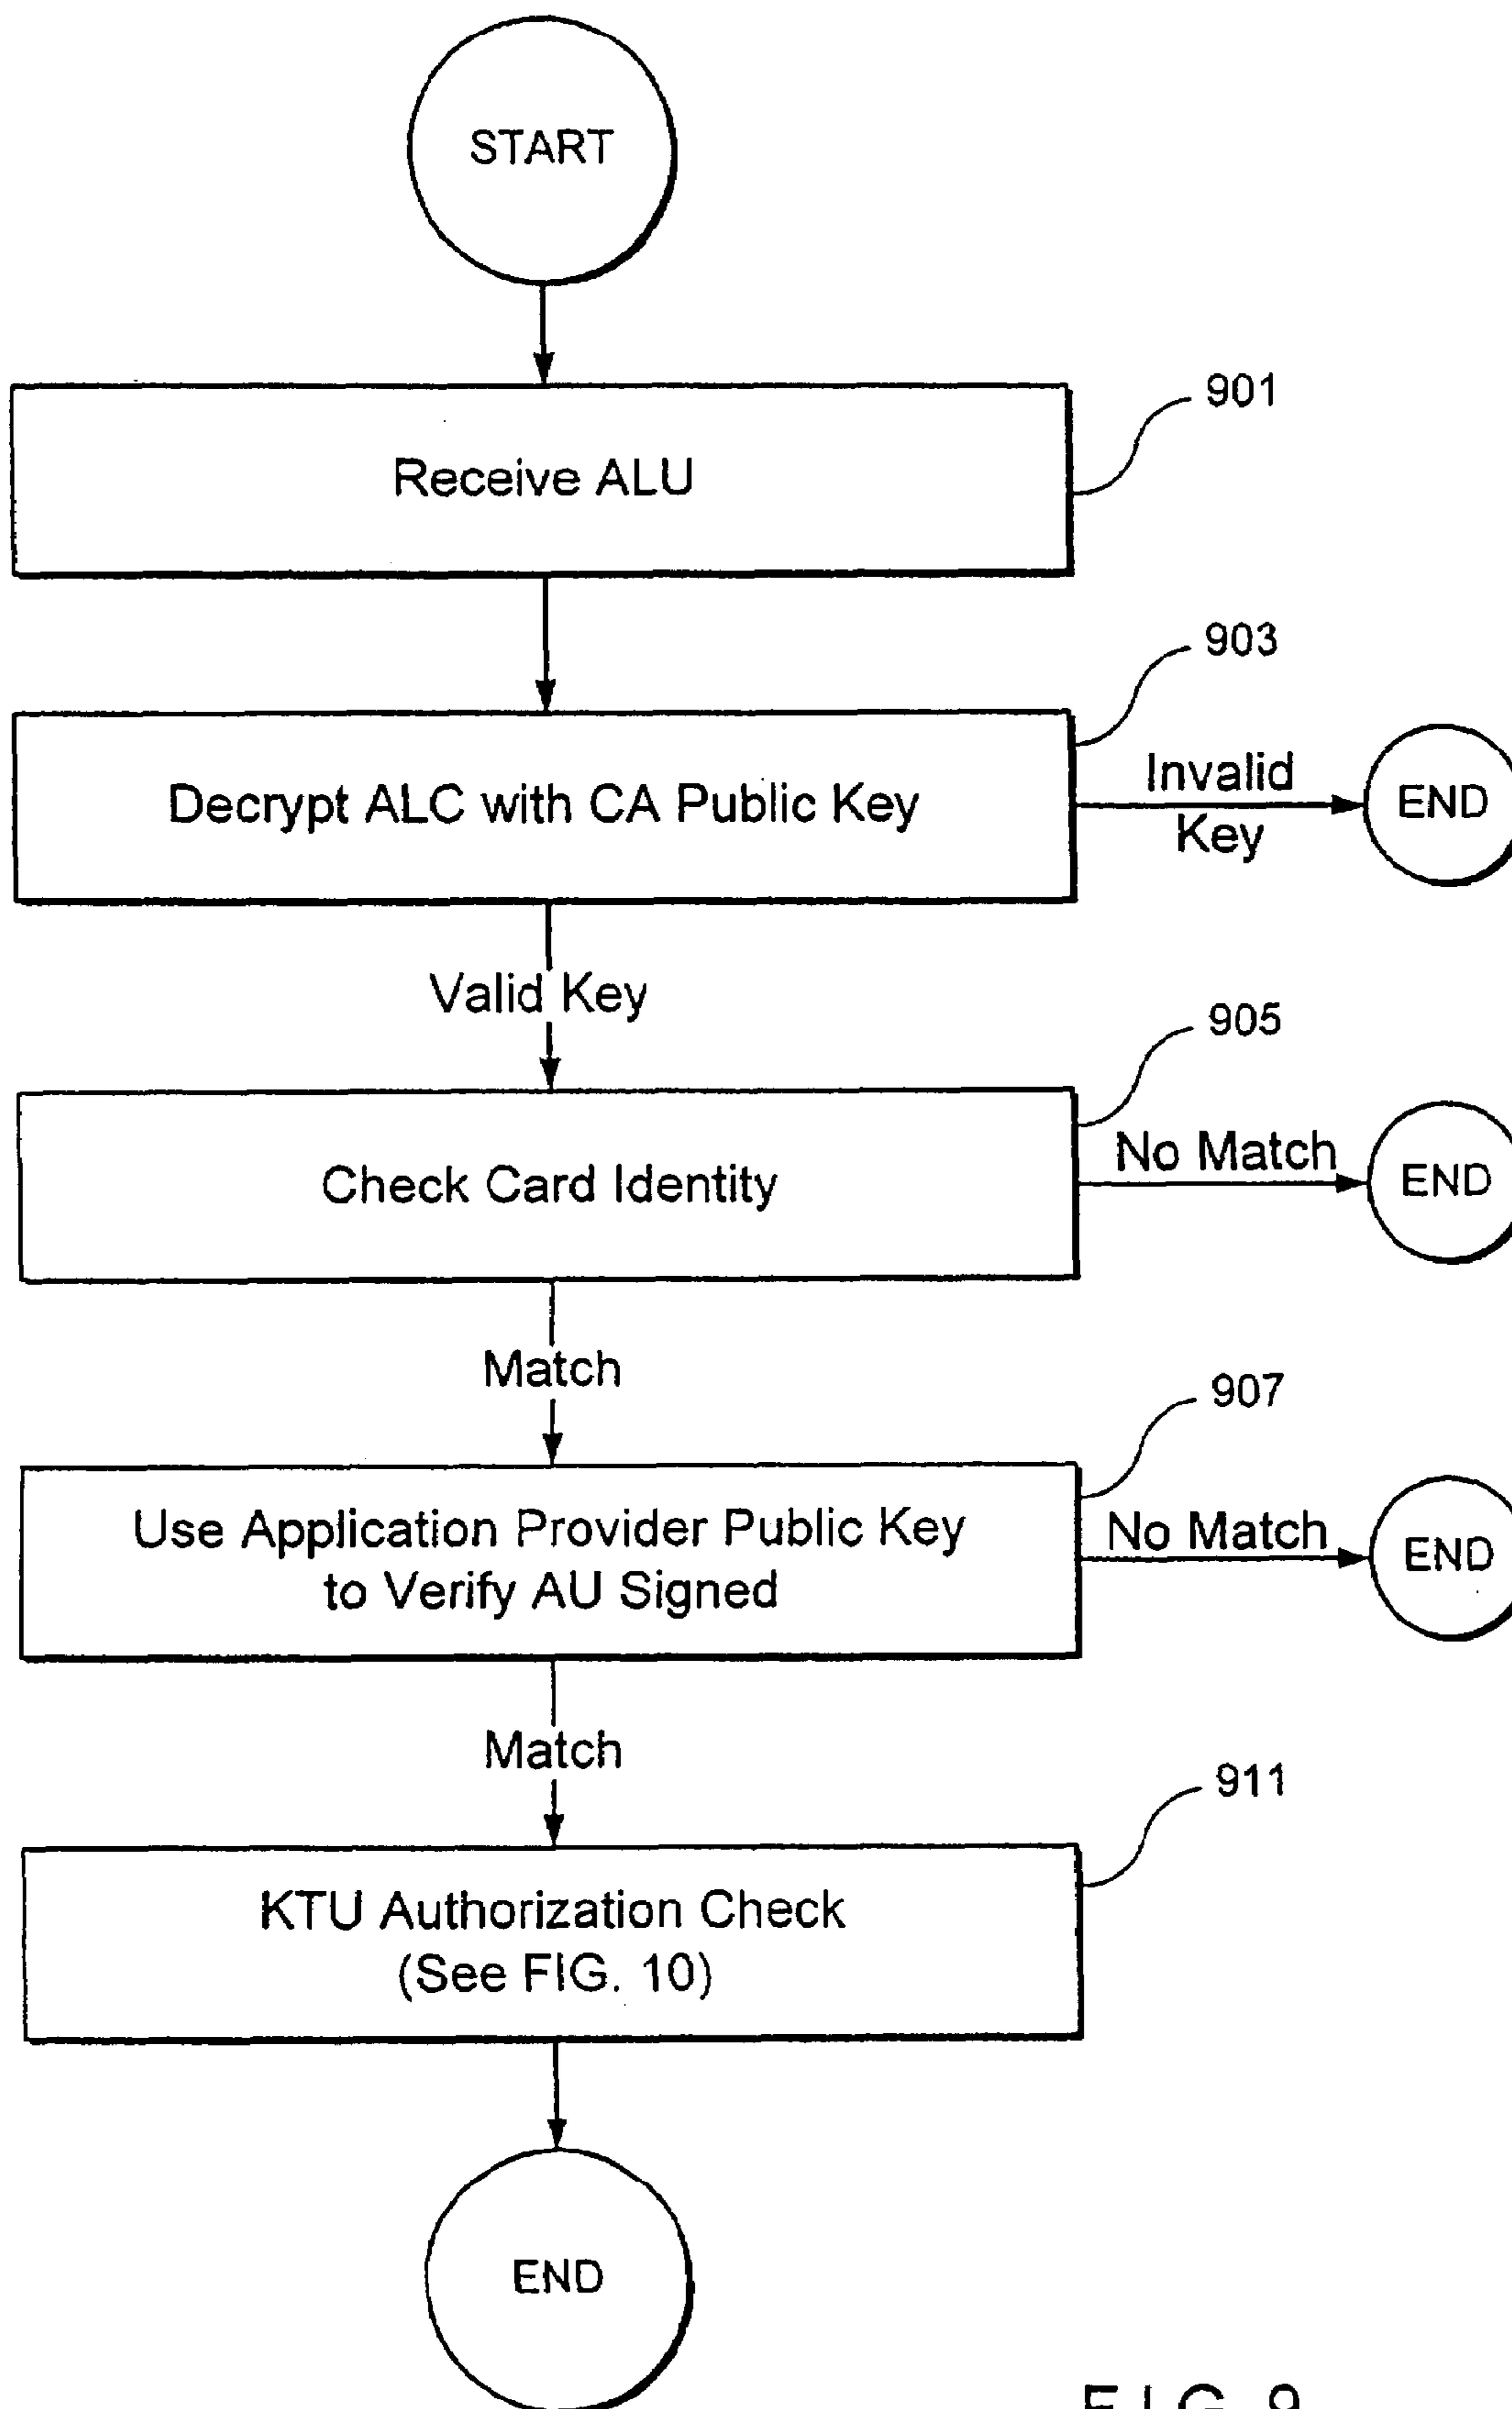 START
901
Receive ALU
903
Decrypt ALC with CA Public Key
Invalid
Key
END
Valid Key
905
Check Card Identity
No Match
END
Match
907
Use Application Provider Public Key
to Verify AU Signed
No Match
END
Match
911
KTU Authorization Check
(See FIG. 10)
END
FIG. 9